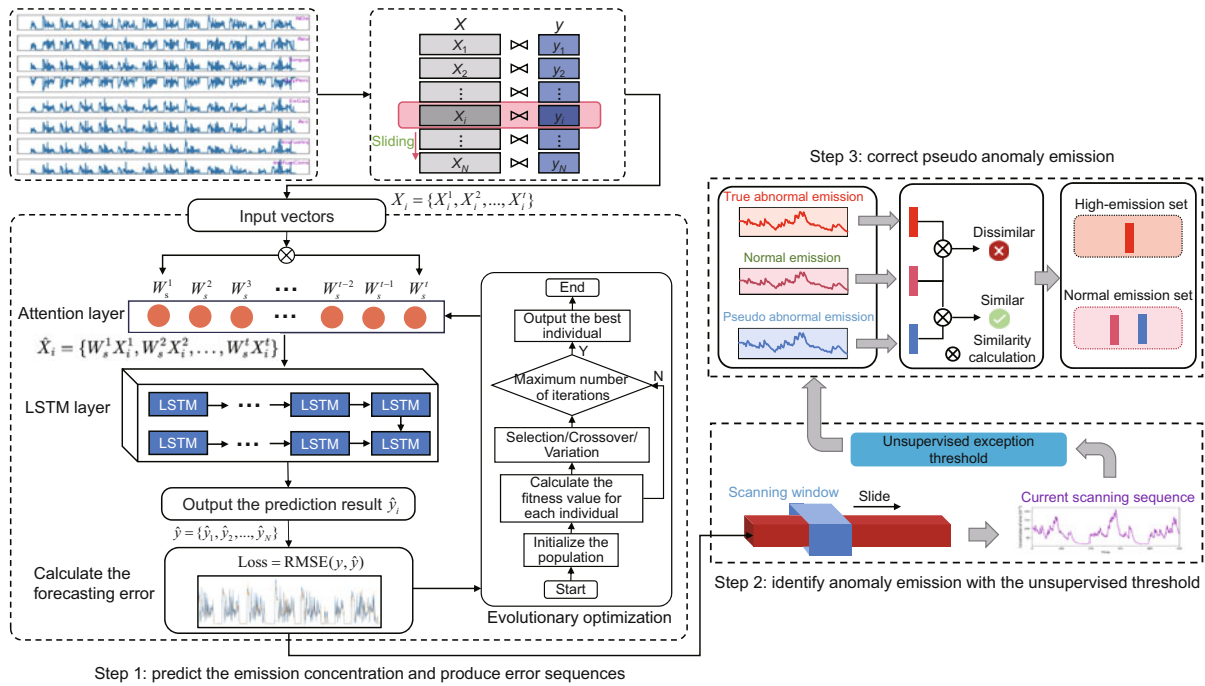 X y
X₁ ⋈ y₁
X₂ ⋈ y₂
⋮ ⋈ ⋮
Xᵢ ⋈ yᵢ
Sliding ⋮ ⋈ ⋮
X_N ⋈ y_N
Input vectors
Xᵢ = {Xᵢ¹, Xᵢ², ..., Xᵢᵗ}
Wₛ¹ Wₛ² Wₛ³ ... Wₛᵗ⁻² Wₛᵗ⁻¹ Wₛᵗ
Attention layer
X̂ᵢ = {Wₛ¹Xᵢ¹, Wₛ²Xᵢ², . . . , WₛᵗXᵢᵗ}
LSTM layer
LSTM ... LSTM LSTM
LSTM ... LSTM LSTM
Output the prediction result ŷᵢ
ŷ = {ŷ₁, ŷ₂, ..., ŷ_N}
Loss = RMSE(y, ŷ)
Calculate the
forecasting error
End
Output the best
individual
Y
Maximum number
of iterations
N
Selection/Crossover/
Variation
Calculate the
fitness value for
each individual
Initialize the
population
Start
Evolutionary optimization
Step 1: predict the emission concentration and produce error sequences
Step 3: correct pseudo anomaly emission
True abnormal emission
Normal emission
Pseudo abnormal emission
Dissimilar
Similar
Similarity
calculation
High-emission set
Normal emission set
Unsupervised exception
threshold
Scanning window
Slide
Current scanning sequence
Step 2: identify anomaly emission with the unsupervised threshold